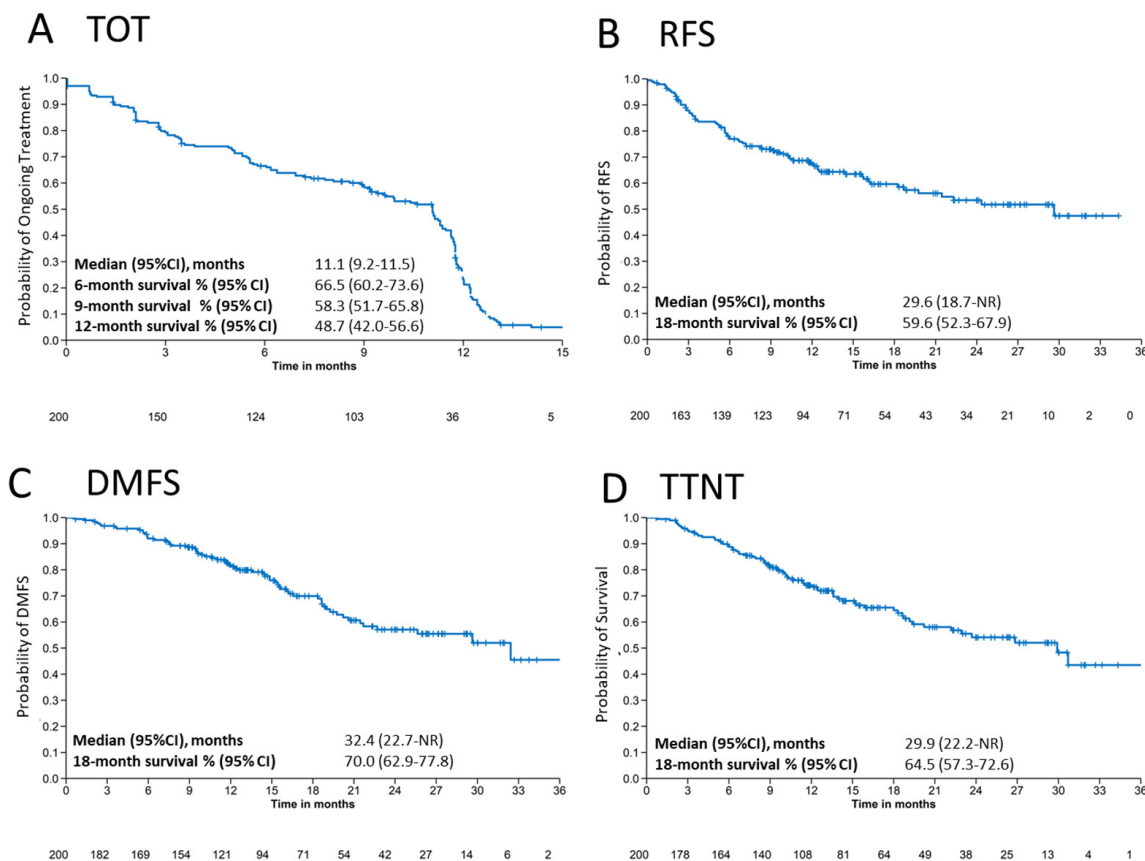 A TOT
Probability of Ongoing Treatment
1.0
0.9
0.8
0.7
0.6
0.5
0.4
0.3
0.2
0.1
0.0
Median (95%CI), months 11.1 (9.2-11.5)
6-month survival % (95% CI) 66.5 (60.2-73.6)
9-month survival % (95% CI) 58.3 (51.7-65.8)
12-month survival % (95% CI) 48.7 (42.0-56.6)
0 3 6 9 12 15
Time in months
200 150 124 103 36 5
B RFS
Probability of RFS
1.0
0.9
0.8
0.7
0.6
0.5
0.4
0.3
0.2
0.1
0.0
Median (95%CI), months 29.6 (18.7-NR)
18-month survival % (95% CI) 59.6 (52.3-67.9)
0 3 6 9 12 15 18 21 24 27 30 33 36
Time in months
200 163 139 123 94 71 54 43 34 21 10 2 0
C DMFS
Probability of DMFS
1.0
0.9
0.8
0.7
0.6
0.5
0.4
0.3
0.2
0.1
0.0
Median (95%CI), months 32.4 (22.7-NR)
18-month survival % (95% CI) 70.0 (62.9-77.8)
0 3 6 9 12 15 18 21 24 27 30 33 36
Time in months
200 182 169 154 121 94 71 54 42 27 14 6 2
D TTNT
Probability of Survival
1.0
0.9
0.8
0.7
0.6
0.5
0.4
0.3
0.2
0.1
0.0
Median (95%CI), months 29.9 (22.2-NR)
18-month survival % (95% CI) 64.5 (57.3-72.6)
0 3 6 9 12 15 18 21 24 27 30 33 36
Time in months
200 178 164 140 108 81 64 49 38 25 13 4 1